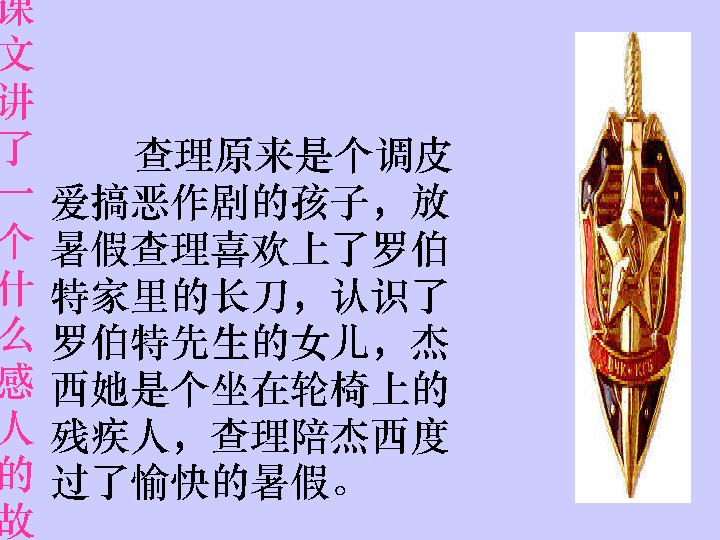 课文讲了一个什么感人的故
查理原来是个调皮
爱搞恶作剧的孩子，放
暑假查理喜欢上了罗伯
特家里的长刀，认识了
罗伯特先生的女儿，杰
西她是个坐在轮椅上的
残疾人，查理陪杰西度
过了愉快的暑假。